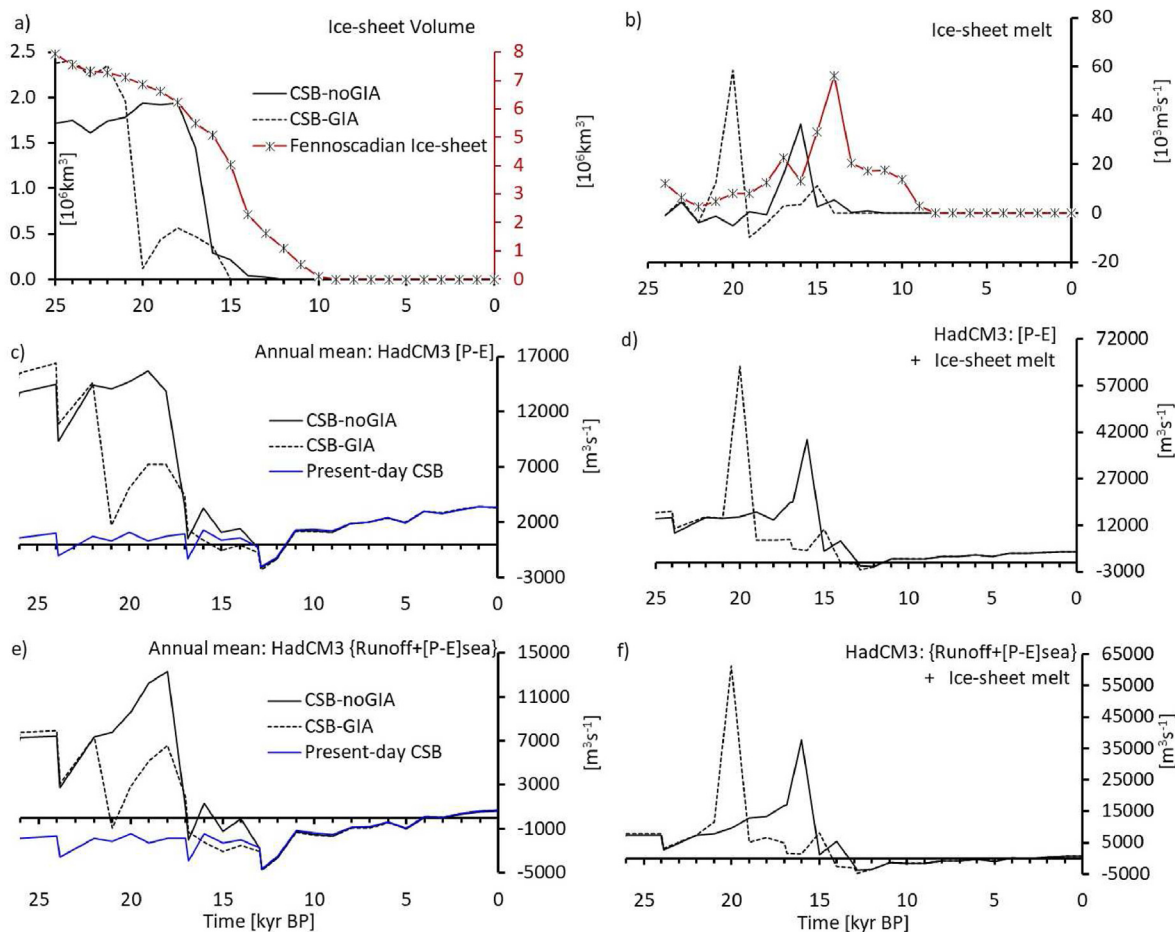 a)
Ice-sheet Volume
2.5
2.0
1.5
1.0
0.5
0.0
[10⁶km³]
8
7
6
5
4
3
2
1
0
CSB-noGIA
CSB-GIA
Fennoscadian Ice-sheet
25 20 15 10 5 0
b)
Ice-sheet melt
[10⁶km³]
80
60
40
20
0
-20
[10³m³s⁻¹]
25 20 15 10 5 0
c)
Annual mean: HadCM3 [P-E]
CSB-noGIA
CSB-GIA
Present-day CSB
17000
12000
7000
2000
-3000
[m³s⁻¹]
25 20 15 10 5 0
d)
HadCM3: [P-E]
+ Ice-sheet melt
72000
57000
42000
27000
12000
-3000
[m³s⁻¹]
25 20 15 10 5 0
e)
Annual mean: HadCM3 {Runoff+[P-E]sea}
CSB-noGIA
CSB-GIA
Present-day CSB
15000
11000
7000
3000
-1000
-5000
[m³s⁻¹]
25 20 15 10 5 0
Time [kyr BP]
f)
HadCM3: {Runoff+[P-E]sea}
+ Ice-sheet melt
65000
55000
45000
35000
25000
15000
5000
-5000
[m³s⁻¹]
25 20 15 10 5 0
Time [kyr BP]